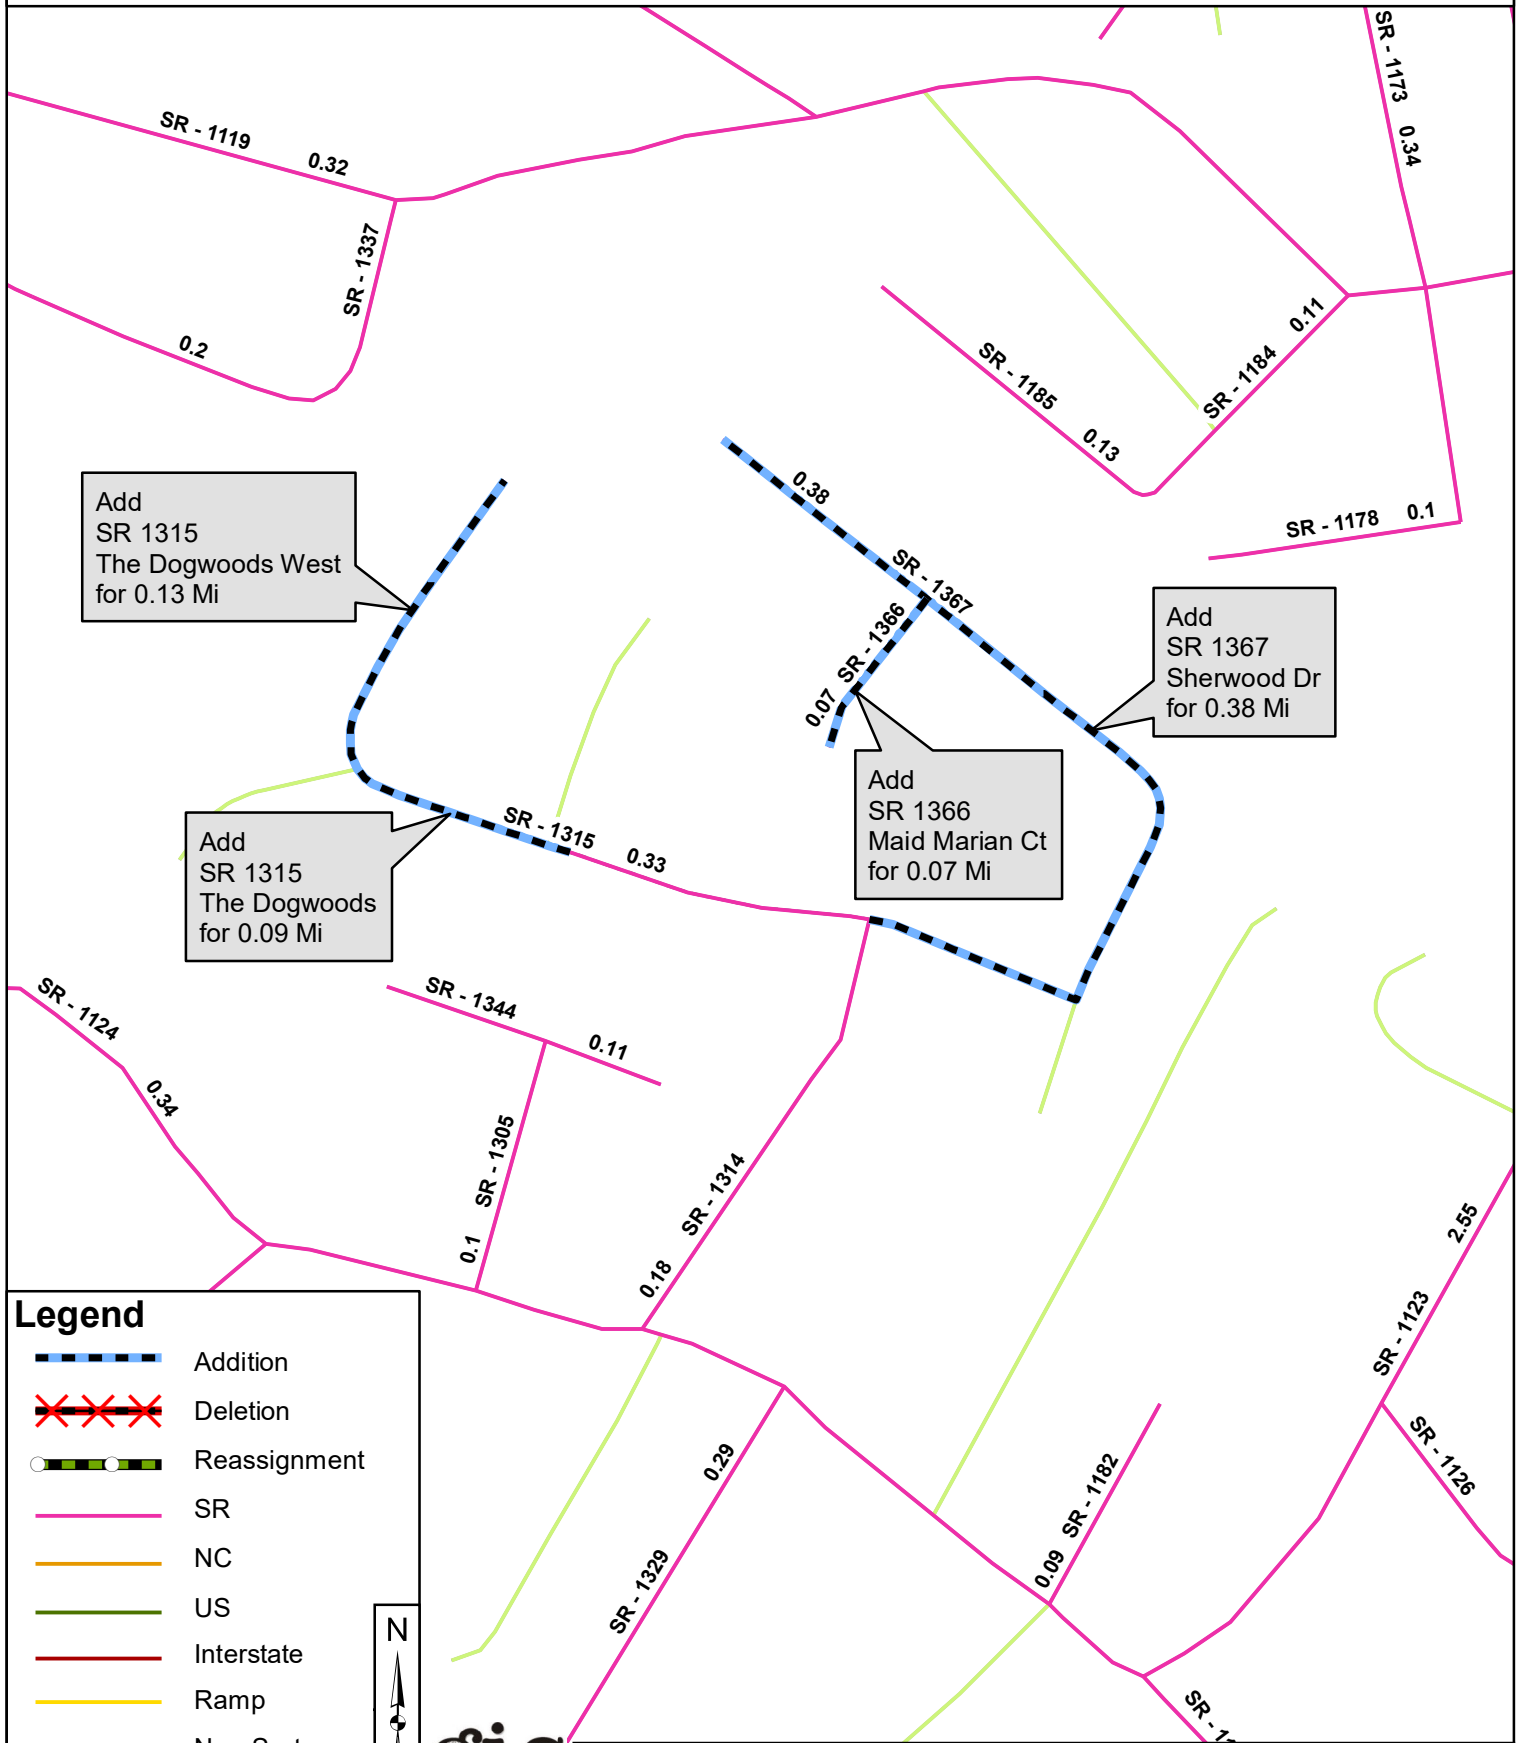 SR - 1173
0.34
SR - 1119
0.32
SR - 1337
0.2
0.11
SR - 1184
SR - 1185
0.13
SR - 1178
0.1
0.38
SR - 1367
SR - 1366
0.07
Add
SR 1315
The Dogwoods West
for 0.13 Mi
Add
SR 1367
Sherwood Dr
for 0.38 Mi
Add
SR 1366
Maid Marian Ct
for 0.07 Mi
SR - 1315
0.33
Add
SR 1315
The Dogwoods
for 0.09 Mi
SR - 1124
0.34
SR - 1344
0.11
SR - 1305
0.1
SR - 1314
0.18
2.55
SR - 1123
SR - 1126
SR - 1182
0.09
0.29
SR - 1329
Legend
Addition
Deletion
Reassignment
SR
NC
US
Interstate
Ramp
N